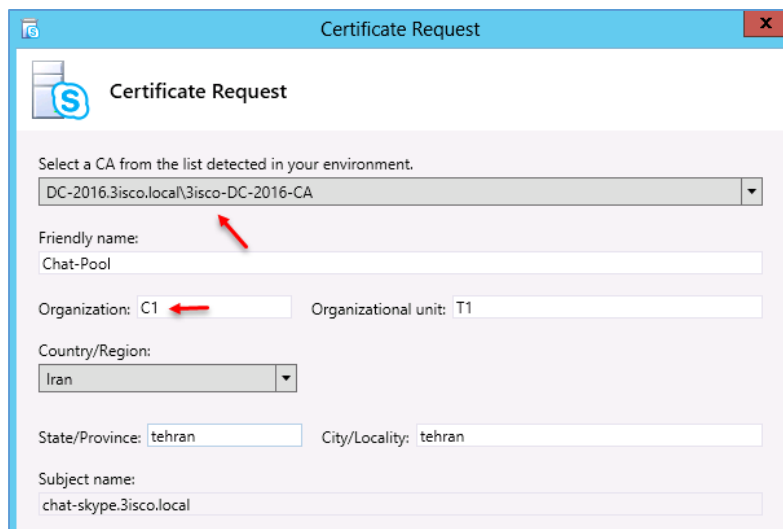 Certificate Request
x
S
Certificate Request
Select a CA from the list detected in your environment.
DC-2016.3isco.local\3isco-DC-2016-CA
Friendly name:
Chat-Pool
Organization: C1 Organizational unit: T1
Country/Region:
Iran
State/Province: tehran City/Locality: tehran
Subject name:
chat-skype.3isco.local